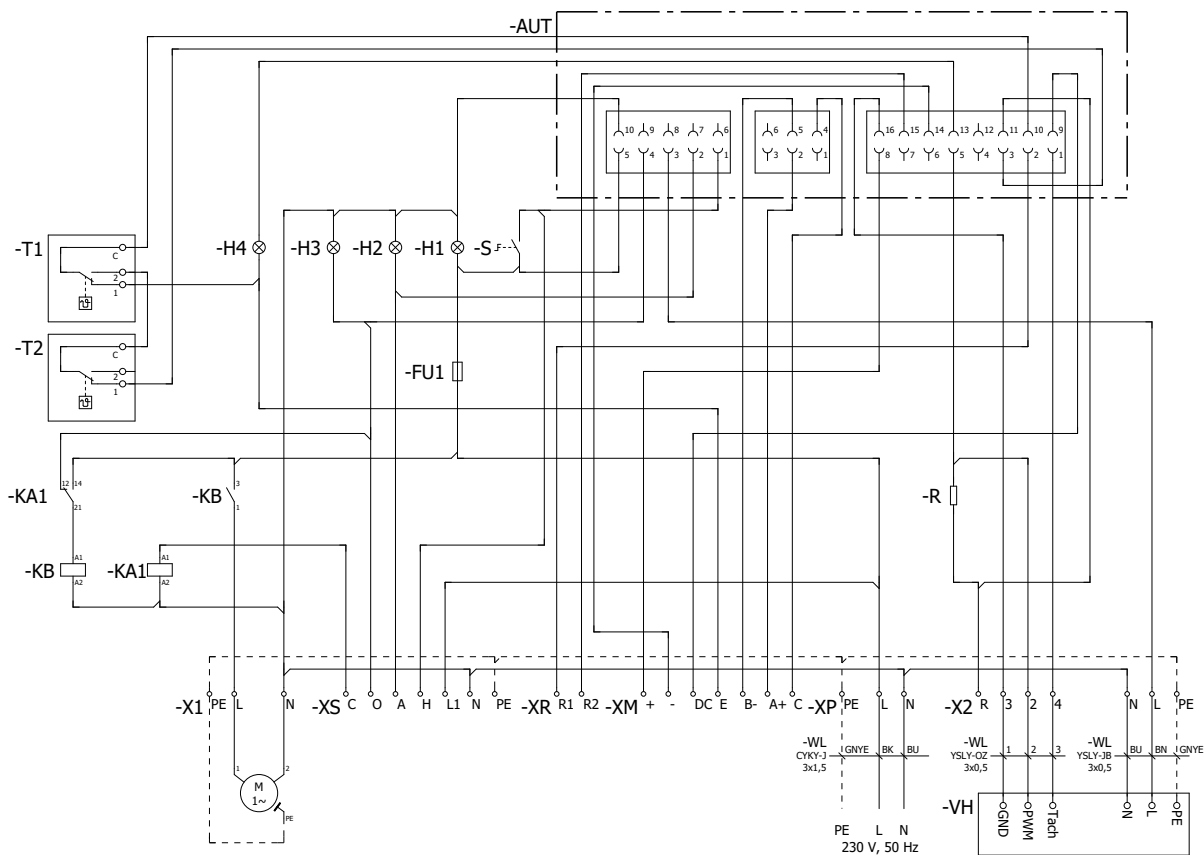 -AUT
10 9 8 7 6
5 4 3 2 1
6 5 4
3 2 1
16 15 14 13 12 11 10 9
8 7 6 5 4 3 2 1
-T1
C
2
1
-H4
-H3
-H2
-H1
-S
-T2
C
2
1
-FU1
-KA1
12 14
21
-KB
3
1
-R
-KB
A1
A2
-KA1
A1
A2
-X1 PE L N
-XS C O A H L1 N PE
-XR R1 R2
-XM + - DC E B- A+ C
-XP PE L N
-X2 R 3 2 4 N L PE
-WL
CYKY-J
3x1,5
GNYE BK BU
-WL
YSLY-OZ
3x0,5
1 2 3
-WL
YSLY-JB
3x0,5
BU BN GNYE
1 2
M
1~
PE
-VH
GND PWM Tach N L PE
PE L N
230 V, 50 Hz